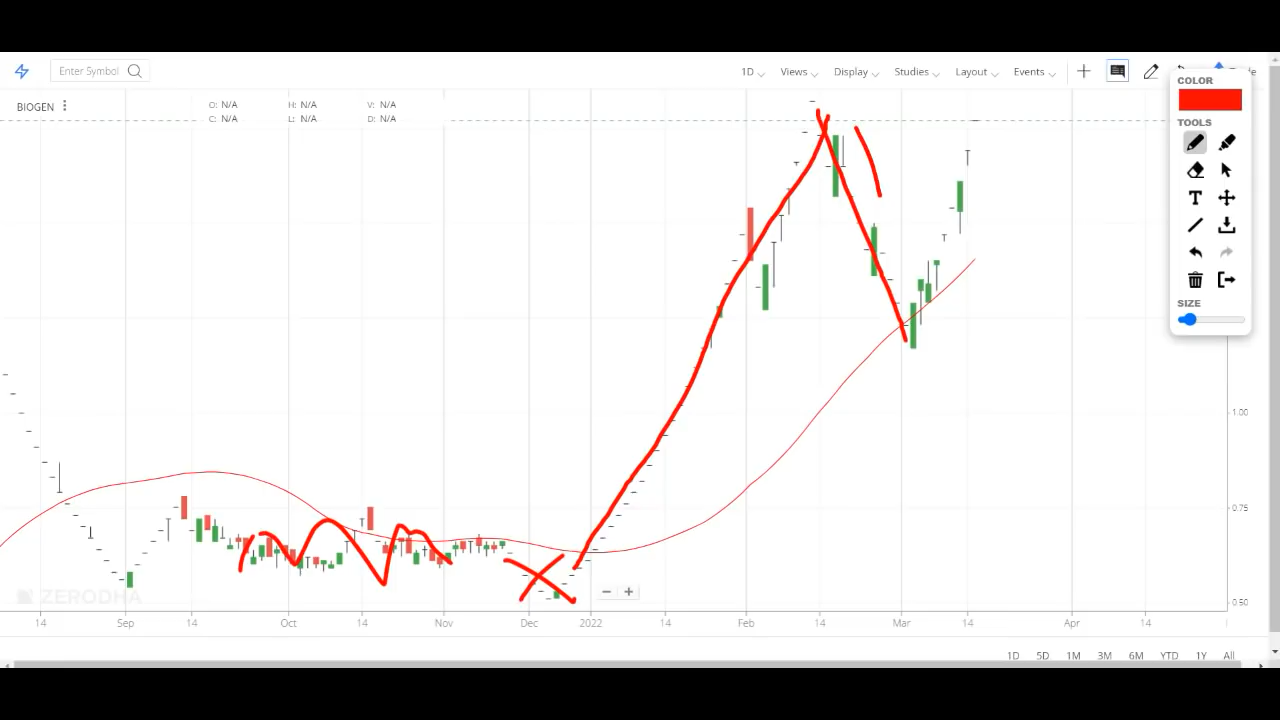 Enter Symbol
1D Views Display Studies Layout Events
BIOGEN
O: N/A H: N/A V: N/A
C: N/A L: N/A D: N/A
COLOR
TOOLS
T
SIZE
1.00
0.75
0.50
ZERODHA
14 Sep 14 Oct 14 Nov Dec 2022 14 Feb 14 Mar 14 Apr 14
1D 5D 1M 3M 6M YTD 1Y All